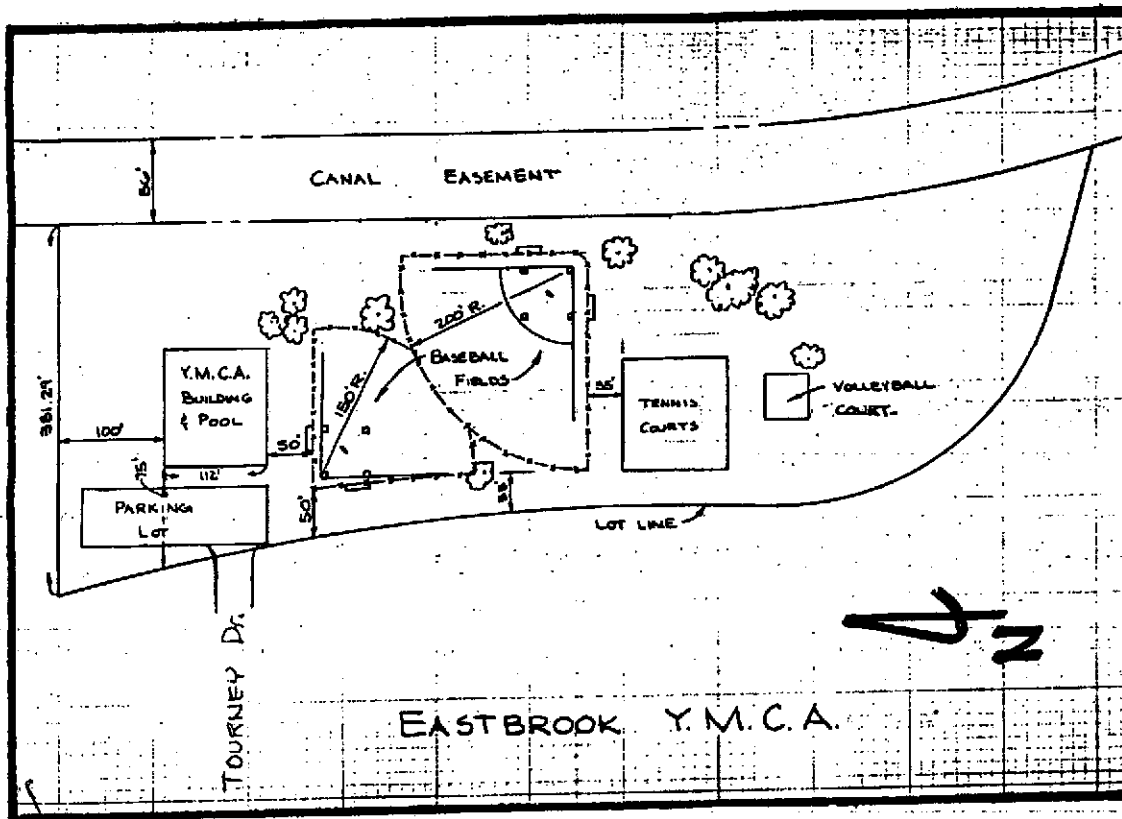 CANAL EASEMENT
86'
381.29'
100'
Y.M.C.A.
BUILDING
& POOL
50'
112'
75'
PARKING
LOT
50'
150' R.
200' R.
BASEBALL
FIELDS
TENNIS
COURTS
VOLLEYBALL
COURT
LOT LINE
TOURNEY Dr.
N
EASTBROOK Y.M.C.A.